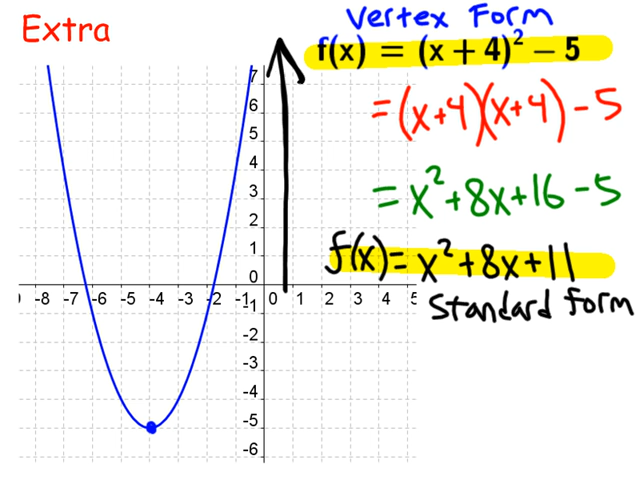 Extra
Vertex Form
f(x) = (x + 4)² − 5
= (x+4)(x+4) − 5
= x² + 8x + 16 − 5
f(x) = x² + 8x + 11
Standard form
7
6
5
4
3
2
1
0
-8 -7 -6 -5 -4 -3 -2 -1 0 1 2 3 4 5
-1
-2
-3
-4
-5
-6